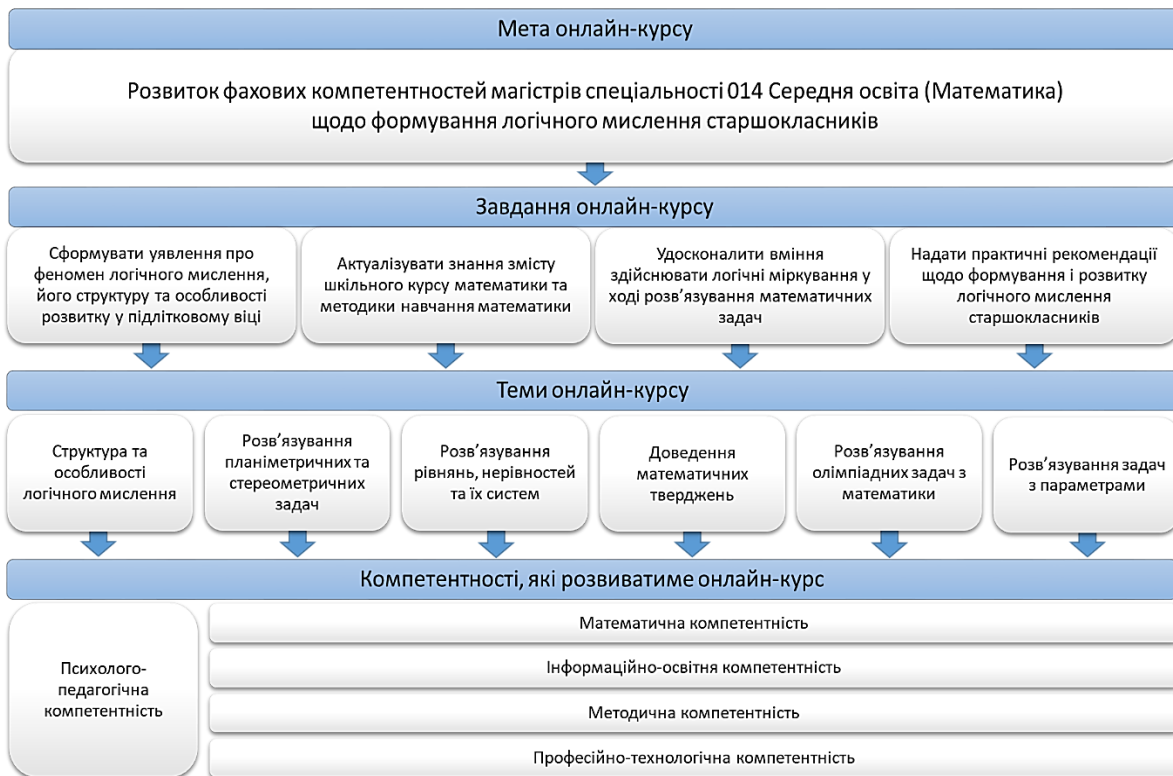 Мета онлайн-курсу
Розвиток фахових компетентностей магістрів спеціальності 014 Середня освіта (Математика)
щодо формування логічного мислення старшокласників
Завдання онлайн-курсу
Сформувати уявлення про
феномен логічного мислення,
його структуру та особливості
розвитку у підлітковому віці
Актуалізувати знання змісту
шкільного курсу математики та
методики навчання математики
Удосконалити вміння
здійснювати логічні міркування у
ході розв’язування математичних
задач
Надати практичні рекомендації
щодо формування і розвитку
логічного мислення
старшокласників
Теми онлайн-курсу
Структура та
особливості
логічного мислення
Розв’язування
планіметричних та
стереометричних
задач
Розв’язування
рівнянь, нерівностей
та їх систем
Доведення
математичних
тверджень
Розв’язування
олімпіадних задач з
математики
Розв’язування задач
з параметрами
Компетентності, які розвиватиме онлайн-курс
Психолого-
педагогічна
компетентність
Математична компетентність
Інформаційно-освітня компетентність
Методична компетентність
Професійно-технологічна компетентність